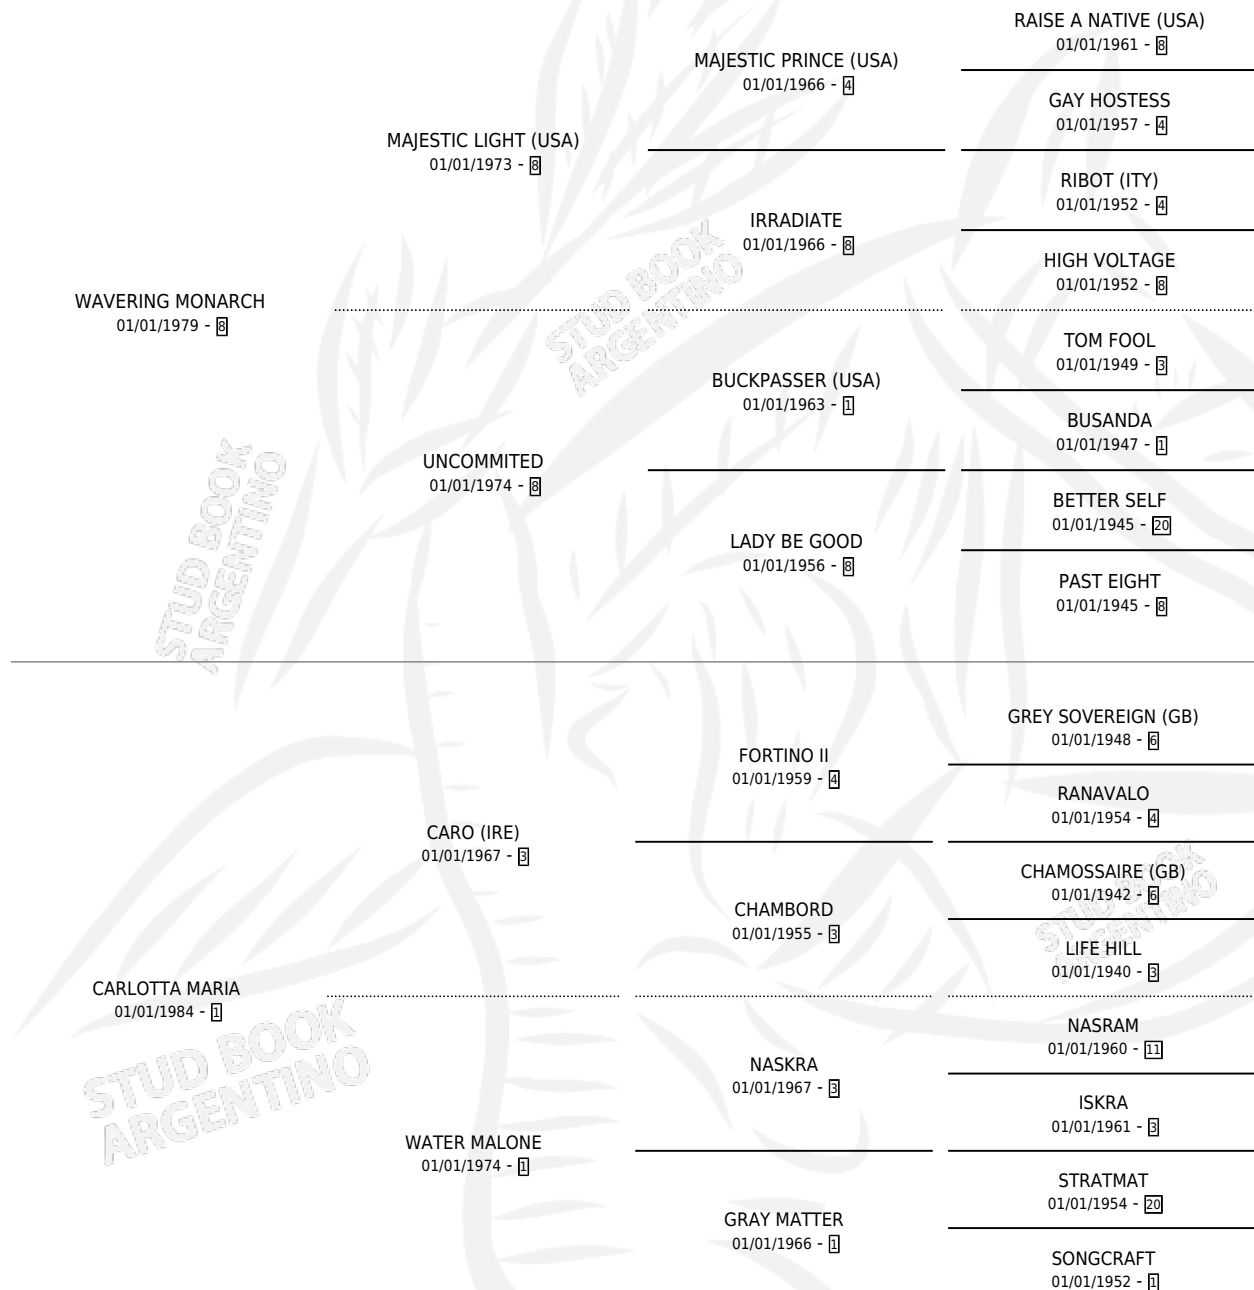 RAISE A NATIVE (USA)
01/01/1961 - 8
MAJESTIC PRINCE (USA)
01/01/1966 - 4
GAY HOSTESS
01/01/1957 - 4
MAJESTIC LIGHT (USA)
01/01/1973 - 8
RIBOT (ITY)
01/01/1952 - 4
IRRADIATE
01/01/1966 - 8
HIGH VOLTAGE
01/01/1952 - 8
WAVERING MONARCH
01/01/1979 - 8
TOM FOOL
01/01/1949 - 3
BUCKPASSER (USA)
01/01/1963 - 1
BUSANDA
01/01/1947 - 1
UNCOMMITED
01/01/1974 - 8
BETTER SELF
01/01/1945 - 20
LADY BE GOOD
01/01/1956 - 8
PAST EIGHT
01/01/1945 - 8
GREY SOVEREIGN (GB)
01/01/1948 - 6
FORTINO II
01/01/1959 - 4
RANAVALO
01/01/1954 - 4
CARO (IRE)
01/01/1967 - 3
CHAMOSSAIRE (GB)
01/01/1942 - 6
CHAMBORD
01/01/1955 - 3
LIFE HILL
01/01/1940 - 3
CARLOTTA MARIA
01/01/1984 - 1
NASRAM
01/01/1960 - 11
NASKRA
01/01/1967 - 3
ISKRA
01/01/1961 - 3
WATER MALONE
01/01/1974 - 1
STRATMAT
01/01/1954 - 20
GRAY MATTER
01/01/1966 - 1
SONGCRAFT
01/01/1952 - 1
STUD BOOK
ARGENTINO
STUD BOOK
ARGENTINO
STUD BOOK
ARGENTINO
STUD BOOK
ARGENTINO